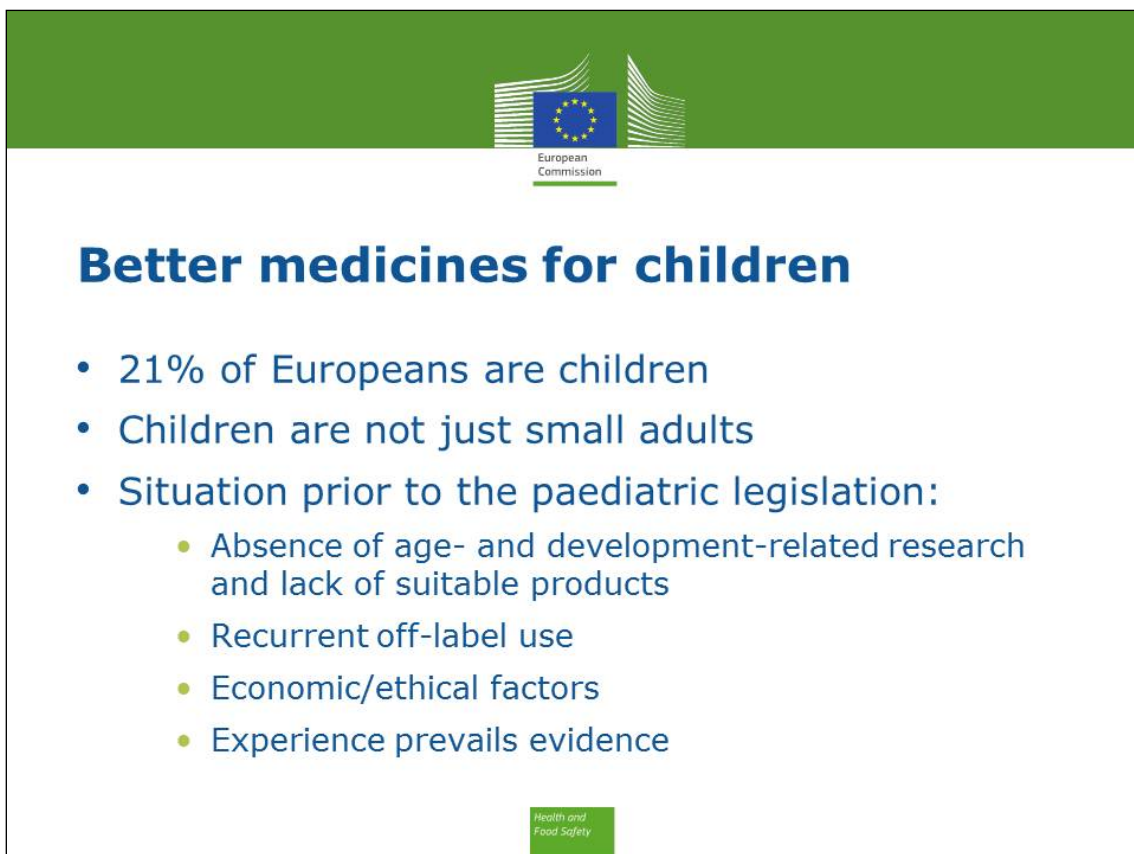 European
Commission
Better medicines for children
• 21% of Europeans are children
• Children are not just small adults
• Situation prior to the paediatric legislation:
• Absence of age- and development-related research
and lack of suitable products
• Recurrent off-label use
• Economic/ethical factors
• Experience prevails evidence
Health and
Food Safety